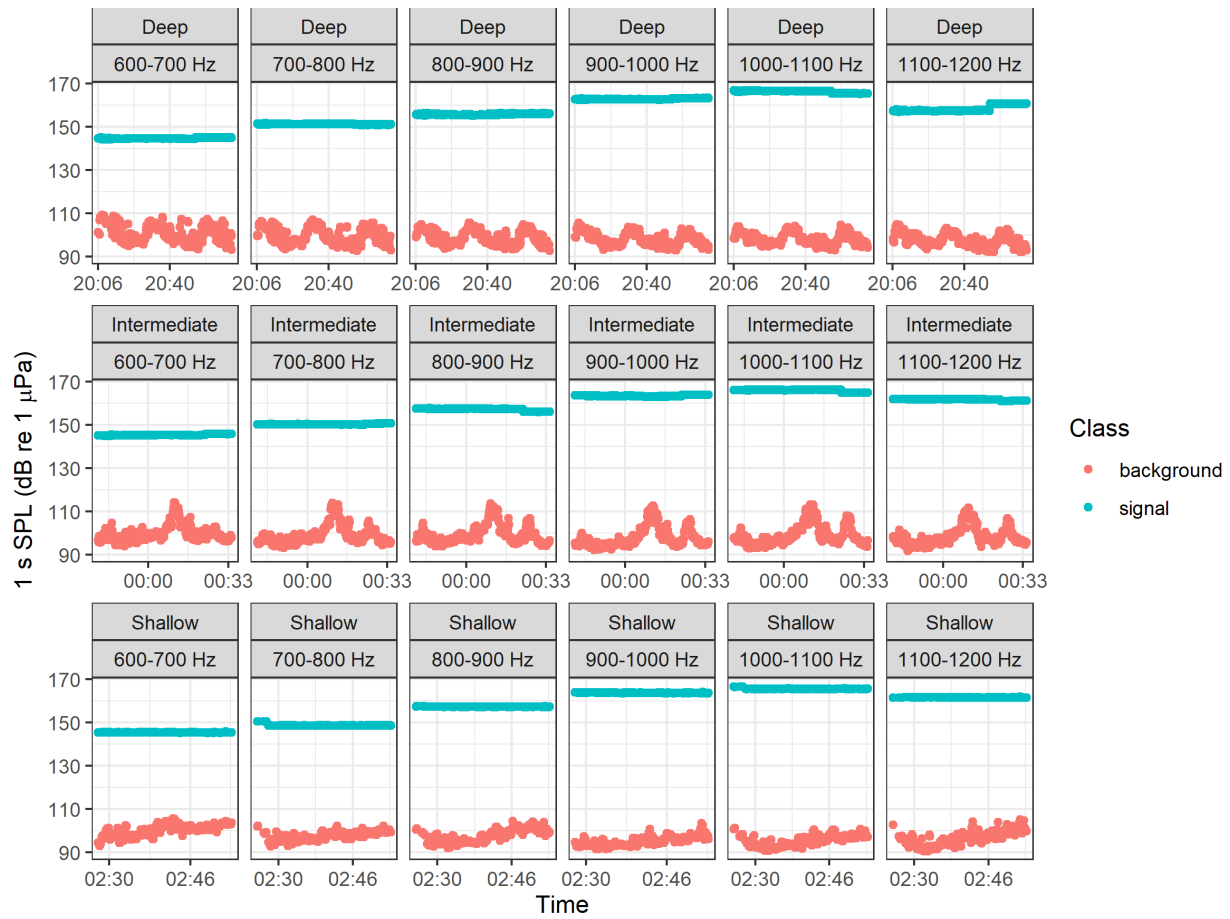 Deep Deep Deep Deep Deep Deep
600-700 Hz 700-800 Hz 800-900 Hz 900-1000 Hz 1000-1100 Hz 1100-1200 Hz
170
150
130
110
90
20:06 20:40 20:06 20:40 20:06 20:40 20:06 20:40 20:06 20:40 20:06 20:40
Intermediate Intermediate Intermediate Intermediate Intermediate Intermediate
600-700 Hz 700-800 Hz 800-900 Hz 900-1000 Hz 1000-1100 Hz 1100-1200 Hz
170
150
130
110
90
00:00 00:33 00:00 00:33 00:00 00:33 00:00 00:33 00:00 00:33 00:00 00:33
Shallow Shallow Shallow Shallow Shallow Shallow
600-700 Hz 700-800 Hz 800-900 Hz 900-1000 Hz 1000-1100 Hz 1100-1200 Hz
170
150
130
110
90
02:30 02:46 02:30 02:46 02:30 02:46 02:30 02:46 02:30 02:46 02:30 02:46
Time
1 s SPL (dB re 1 μPa)
Class
background
signal